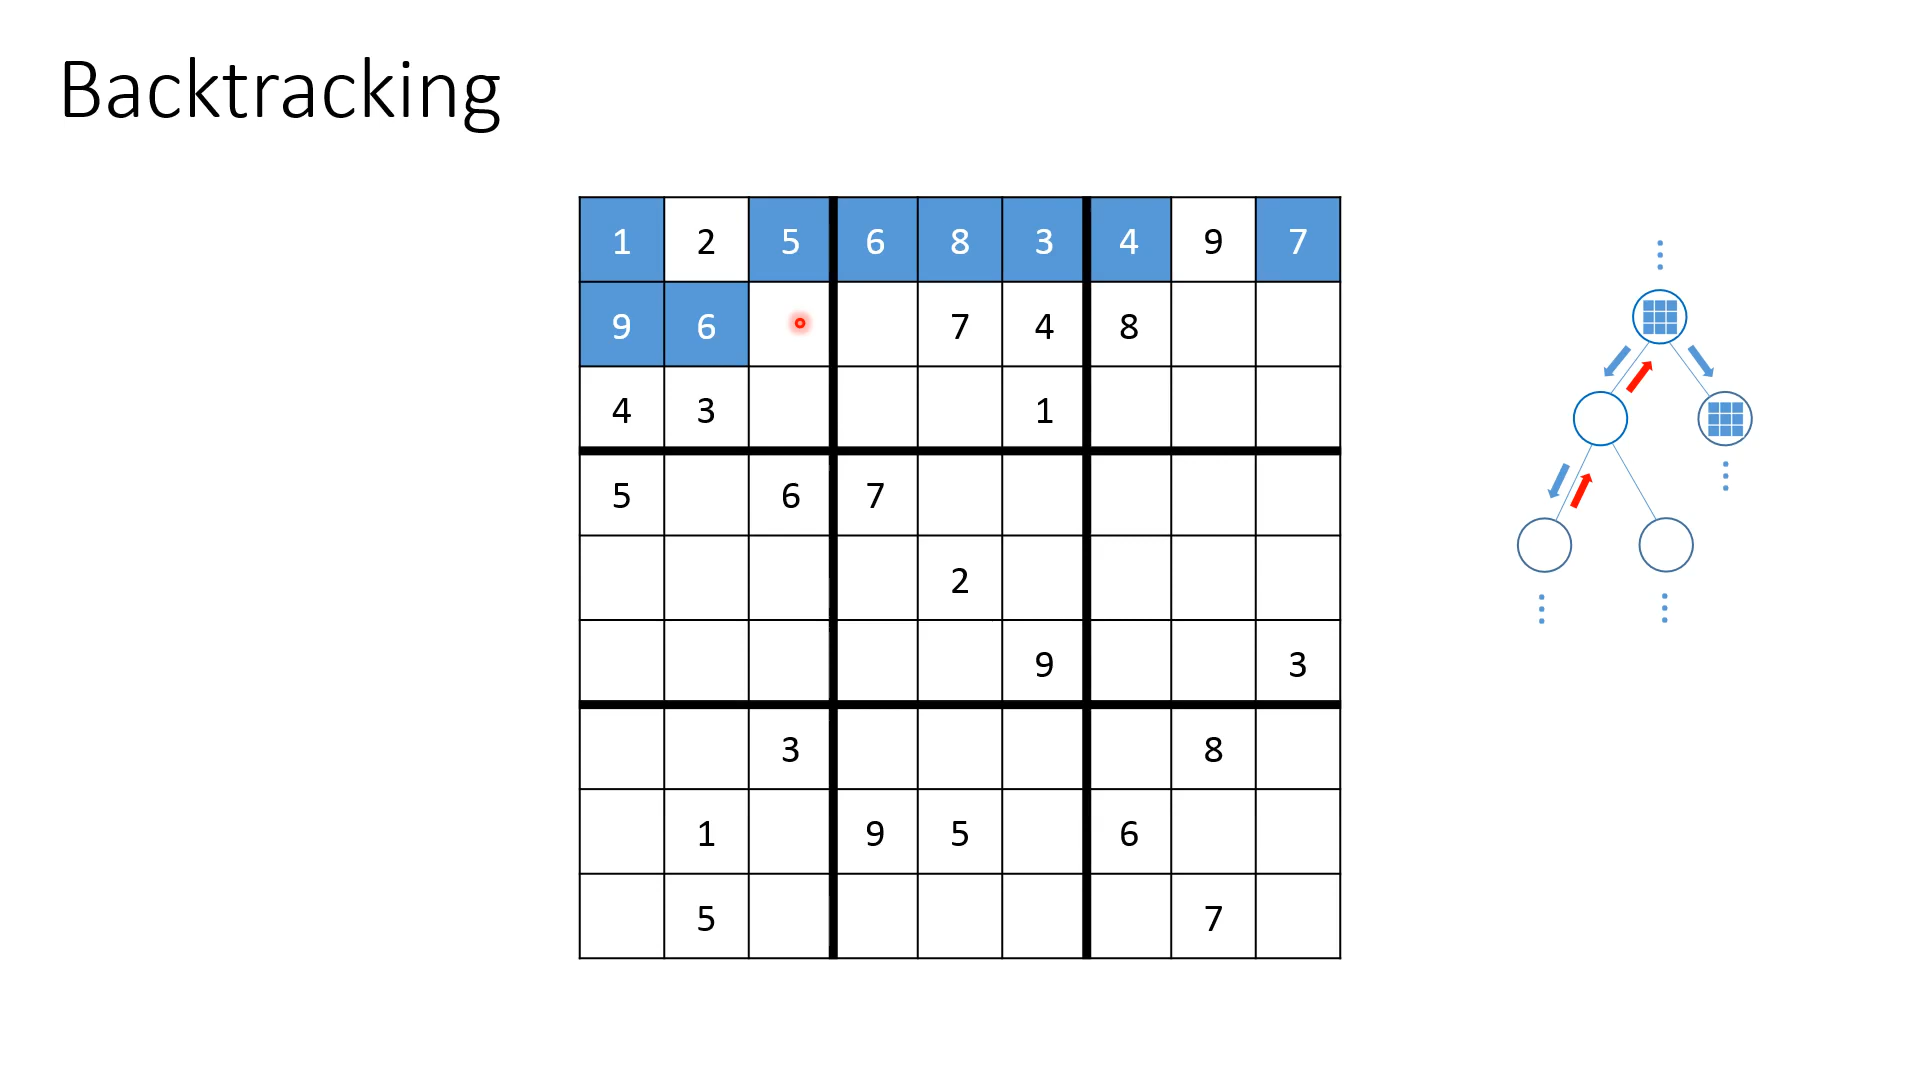 Backtracking
1 2 5 6 8 3 4 9 7
9 6 7 4 8
4 3 1
5 6 7
2
9 3
3 8
1 9 5 6
5 7